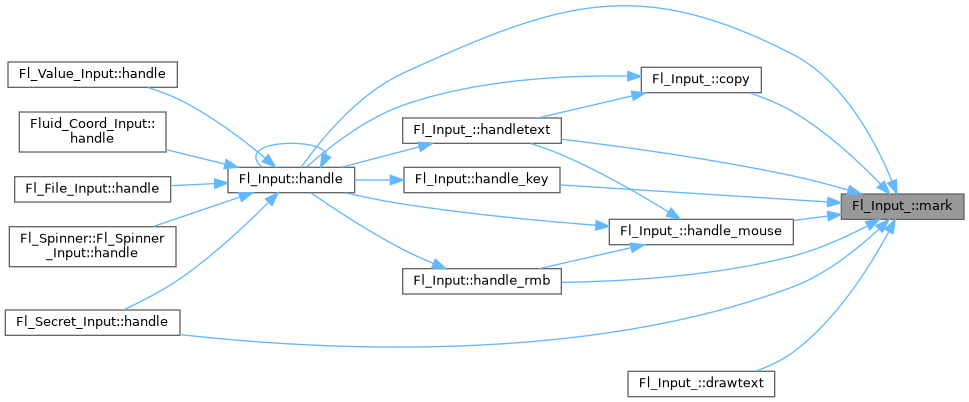 Fl_Value_Input::handle
Fluid_Coord_Input::
handle
Fl_File_Input::handle
Fl_Spinner::Fl_Spinner
_Input::handle
Fl_Secret_Input::handle
Fl_Input::handle
Fl_Input_::handletext
Fl_Input::handle_key
Fl_Input::handle_rmb
Fl_Input_::copy
Fl_Input_::handle_mouse
Fl_Input_::drawtext
Fl_Input_::mark